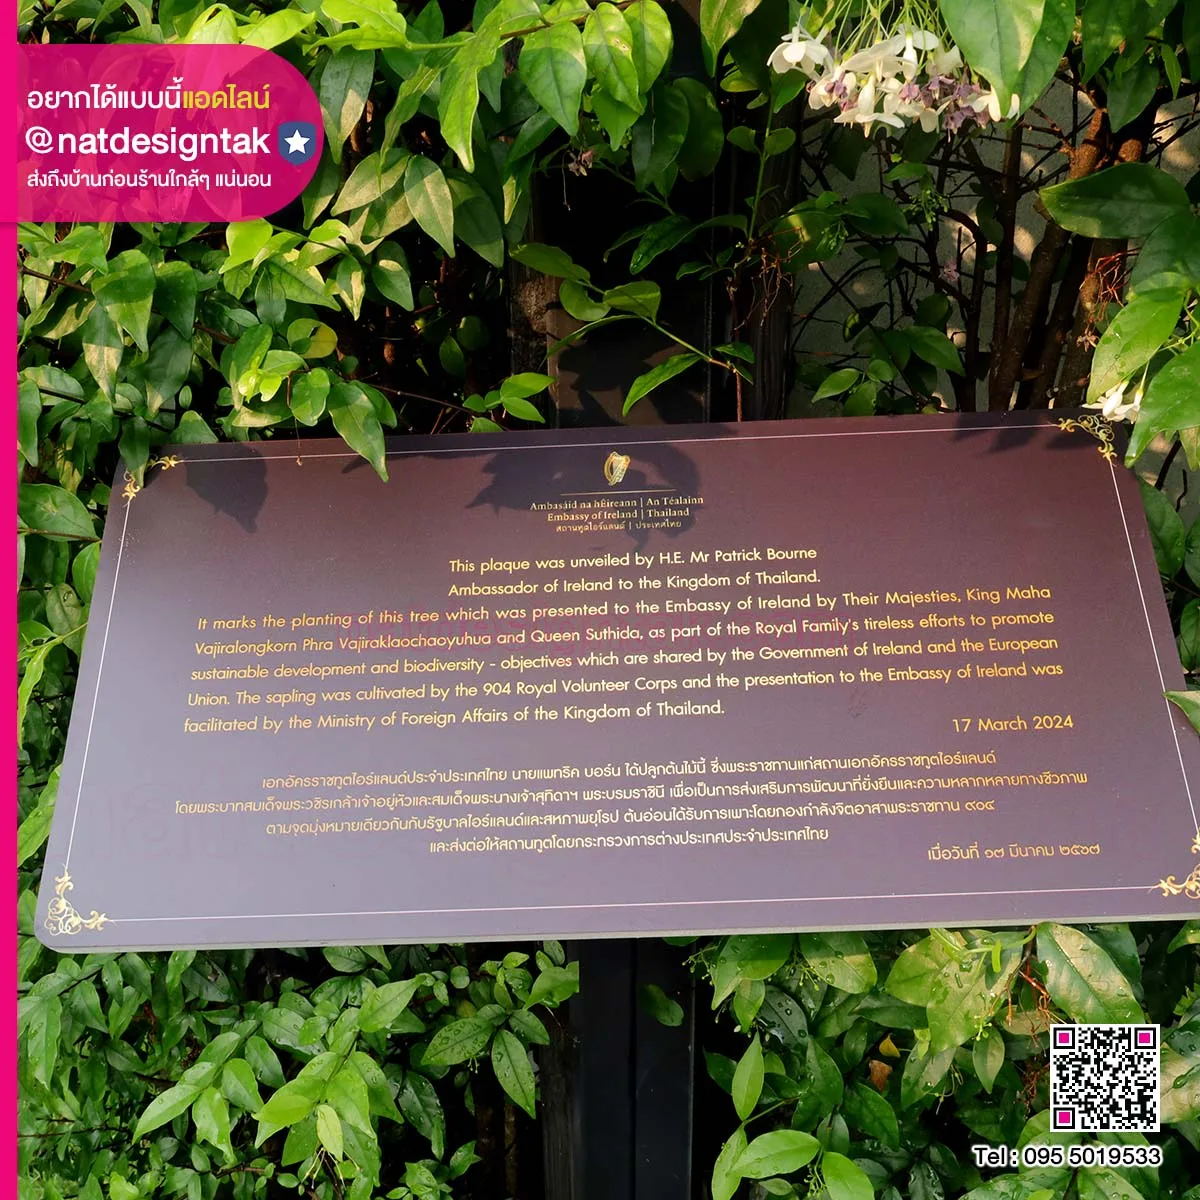 อยากได้แบบนี้แอดไลน์
@natdesigntak
ส่งถึงบ้านก่อนร้านใกล้ๆ แน่นอน
Ambasáid na hÉireann | An Téalainn
Embassy of Ireland | Thailand
สถานทูตไอร์แลนด์ | ประเทศไทย
This plaque was unveiled by H.E. Mr Patrick Bourne
Ambassador of Ireland to the Kingdom of Thailand.
It marks the planting of this tree which was presented to the Embassy of Ireland by Their Majesties, King Maha
Vajiralongkorn Phra Vajiraklaochaoyuhua and Queen Suthida, as part of the Royal Family's tireless efforts to promote
sustainable development and biodiversity - objectives which are shared by the Government of Ireland and the European
Union. The sapling was cultivated by the 904 Royal Volunteer Corps and the presentation to the Embassy of Ireland was
facilitated by the Ministry of Foreign Affairs of the Kingdom of Thailand.
17 March 2024
เอกอัครราชทูตไอร์แลนด์ประจำประเทศไทย นายแพทริค บอร์น ได้ปลูกต้นไม้นี้ ซึ่งพระราชทานแก่สถานเอกอัครราชทูตไอร์แลนด์
โดยพระบาทสมเด็จพระวชิรเกล้าเจ้าอยู่หัวและสมเด็จพระนางเจ้าสุทิดาฯ พระบรมราชินี เพื่อเป็นการส่งเสริมการพัฒนาที่ยั่งยืนและความหลากหลายทางชีวภาพ
ตามจุดมุ่งหมายเดียวกันกับรัฐบาลไอร์แลนด์และสหภาพยุโรป ต้นอ่อนได้รับการเพาะโดยกองกำลังจิตอาสาพระราชทาน ๙๐๔
และส่งต่อให้สถานทูตโดยกระทรวงการต่างประเทศประจำประเทศไทย
เมื่อวันที่ ๑๗ มีนาคม ๒๕๖๗
Tel : 095 5019533